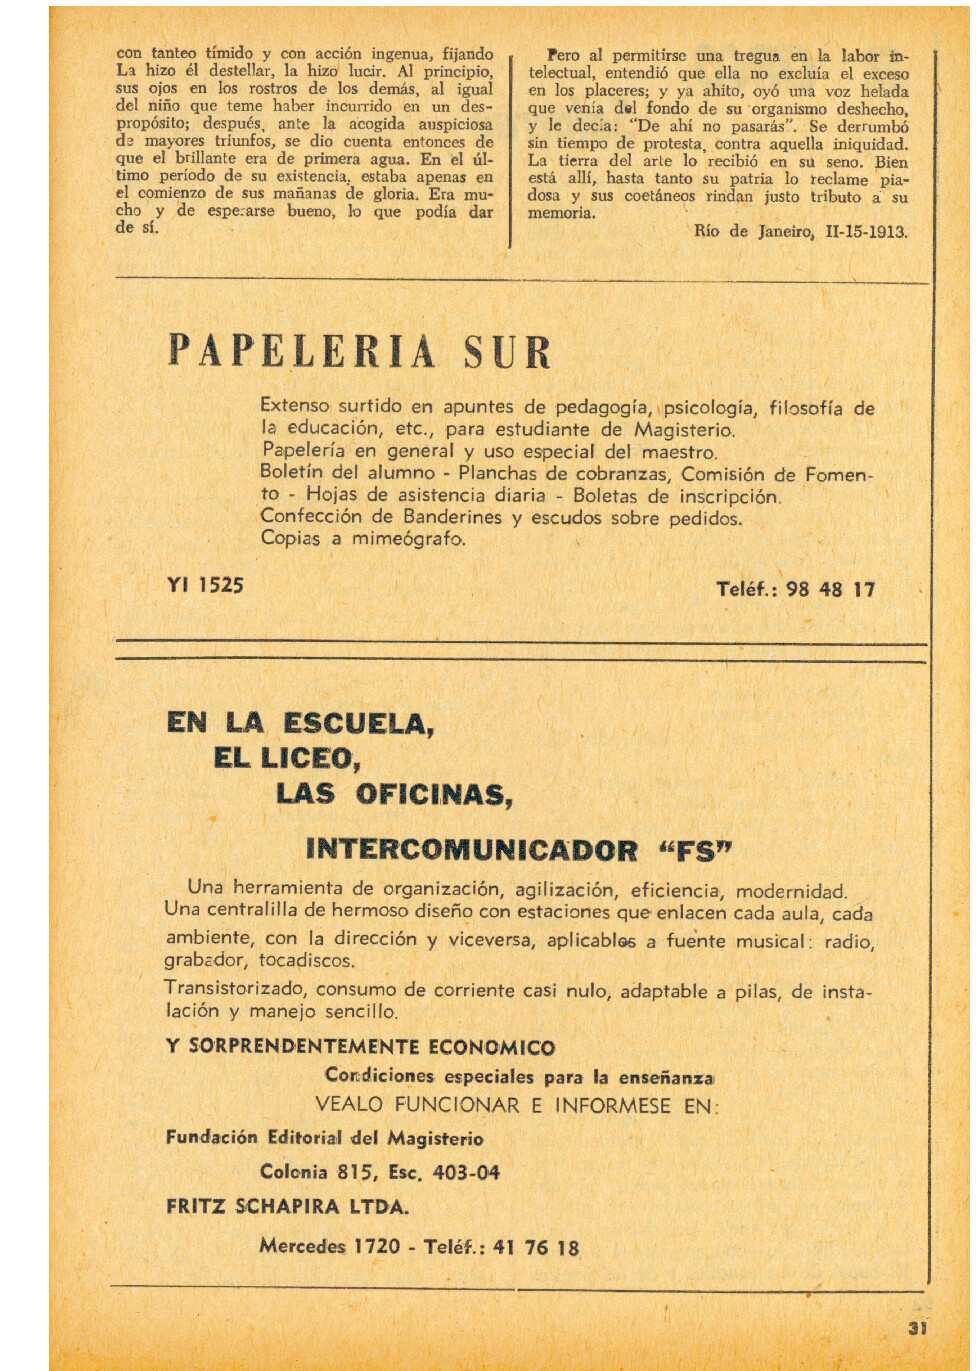 con tanteo tímido y con acción ingenua, fijando
La hizo él destellar, la hizo lucir. Al principio,
sus ojos en los rostros de los demás, al igual
del niño que teme haber incurrido en un des-
propósito; después, ante la acogida auspiciosa
de mayores triunfos, se dio cuenta entonces de
que el brillante era de primera agua. En el úl-
timo período de su existencia, estaba apenas en
el comienzo de sus mañanas de gloria. Era mu-
cho y de esperarse bueno, lo que podía dar
de sí.
Pero al permitirse una tregua en la labor in-
telectual, entendió que ella no excluía el exceso
en los placeres; y ya ahito, oyó una voz helada
que venía del fondo de su organismo deshecho,
y le decía: "De ahí no pasarás". Se derrumbó
sin tiempo de protesta, contra aquella iniquidad.
La tierra del arte lo recibió en su seno. Bien
está allí, hasta tanto su patria lo reclame pia-
dosa y sus coetáneos rindan justo tributo a su
memoria.
Río de Janeiro, II-15-1913.
PAPELERIA SUR
Extenso surtido en apuntes de pedagogía, psicología, filosofía de
la educación, etc., para estudiante de Magisterio.
Papelería en general y uso especial del maestro.
Boletín del alumno - Planchas de cobranzas, Comisión de Fomen-
to - Hojas de asistencia diaria - Boletas de inscripción.
Confección de Banderines y escudos sobre pedidos.
Copias a mimeógrafo.
YI 1525 Teléf.: 98 48 17
EN LA ESCUELA,
EL LICEO,
LAS OFICINAS,
INTERCOMUNICADOR "FS"
Una herramienta de organización, agilización, eficiencia, modernidad.
Una centralilla de hermoso diseño con estaciones que enlacen cada aula, cada
ambiente, con la dirección y viceversa, aplicables a fuente musical: radio,
grabador, tocadiscos.
Transistorizado, consumo de corriente casi nulo, adaptable a pilas, de insta-
lación y manejo sencillo.
Y SORPRENDENTEMENTE ECONOMICO
Condiciones especiales para la enseñanza
VEALO FUNCIONAR E INFORMESE EN:
Fundación Editorial del Magisterio
Colonia 815, Esc. 403-04
FRITZ SCHAPIRA LTDA.
Mercedes 1720 - Teléf.: 41 76 18
31